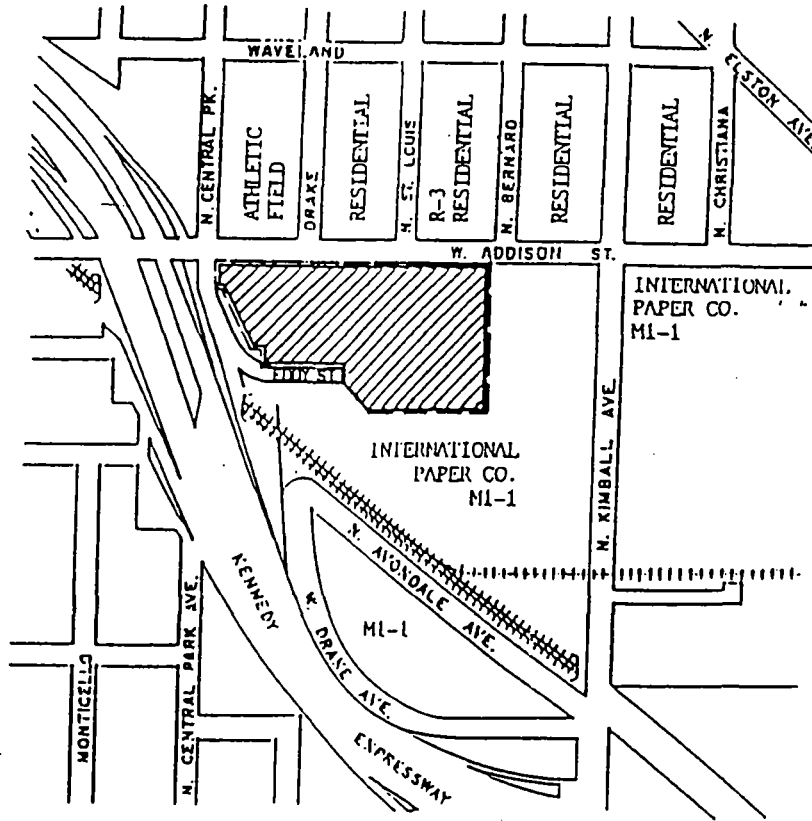 WAVELAND
N. ELSTON AVE.
N. CENTRAL PK.
ATHLETIC
FIELD
DRAKE
RESIDENTIAL
N. ST. LOUIS
R-3
RESIDENTIAL
N. BERNARD
RESIDENTIAL
RESIDENTIAL
N. CHRISTIANA
W. ADDISON ST.
INTERNATIONAL
PAPER CO.
M1-1
EDDY ST.
N. KIMBALL AVE.
INTERNATIONAL
PAPER CO.
M1-1
N. AVONDALE AVE.
KENNEDY
W. DRAKE AVE.
M1-1
MONTICELLO
N. CENTRAL PARK AVE.
EXPRESSWAY